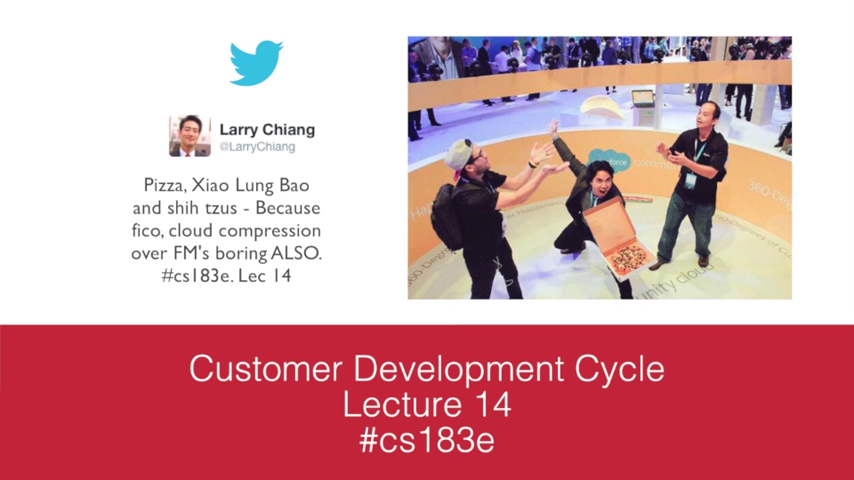 Larry Chiang
@LarryChiang
Pizza, Xiao Lung Bao
and shih tzus - Because
fico, cloud compression
over FM's boring ALSO.
#cs183e. Lec 14
Customer Development Cycle
Lecture 14
#cs183e